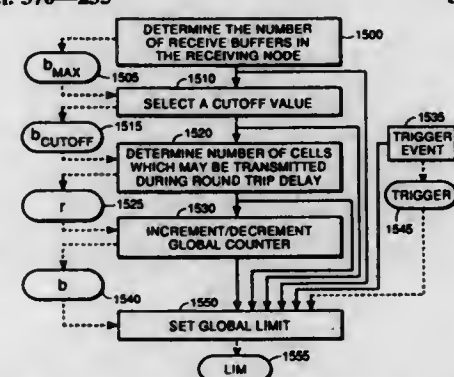 1500
DETERMINE THE NUMBER
OF RECEIVE BUFFERS IN
THE RECEIVING NODE
bMAX
1505
1510
SELECT A CUTOFF VALUE
bCUTOFF
1515
1520
DETERMINE NUMBER OF CELLS
WHICH MAY BE TRANSMITTED
DURING ROUND TRIP DELAY
1535
TRIGGER
EVENT
r
1525
1530
INCREMENT/DECREMENT
GLOBAL COUNTER
TRIGGER
1545
b
1540
1550
SET GLOBAL LIMIT
LIM
1555